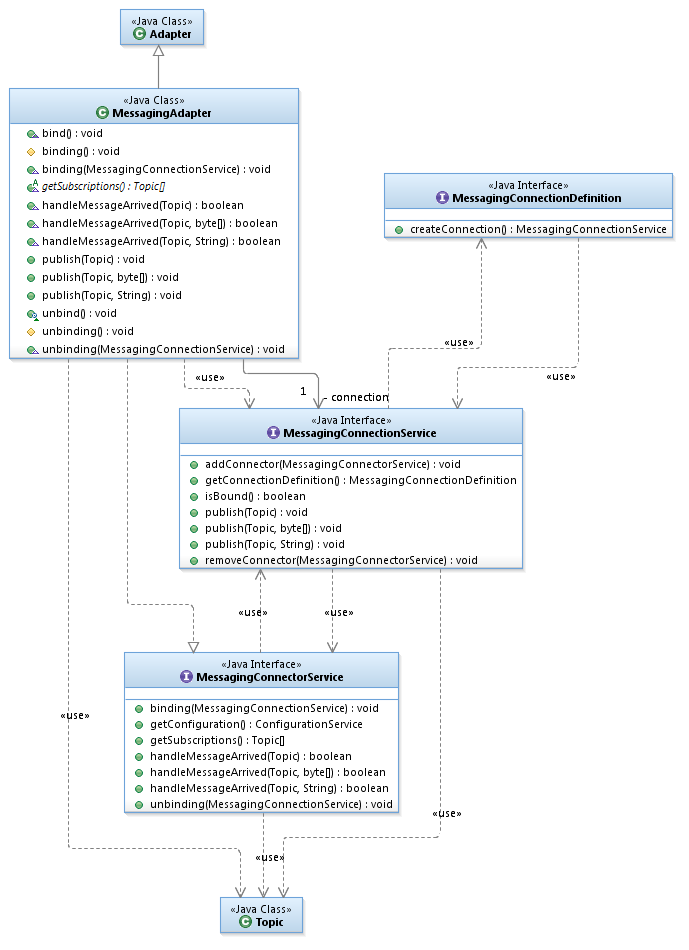 «Java Class»
Adapter
«Java Class»
MessagingAdapter
bind() : void
binding() : void
binding(MessagingConnectionService) : void
getSubscriptions() : Topic[]
handleMessageArrived(Topic) : boolean
handleMessageArrived(Topic, byte[]) : boolean
handleMessageArrived(Topic, String) : boolean
publish(Topic) : void
publish(Topic, byte[]) : void
publish(Topic, String) : void
unbind() : void
unbinding() : void
unbinding(MessagingConnectionService) : void
«Java Interface»
MessagingConnectionDefinition
createConnection() : MessagingConnectionService
«use»
«use»
«use»
1
- connection
«Java Interface»
MessagingConnectionService
addConnector(MessagingConnectorService) : void
getConnectionDefinition() : MessagingConnectionDefinition
isBound() : boolean
publish(Topic) : void
publish(Topic, byte[]) : void
publish(Topic, String) : void
removeConnector(MessagingConnectorService) : void
«use»
«use»
«Java Interface»
MessagingConnectorService
binding(MessagingConnectionService) : void
getConfiguration() : ConfigurationService
getSubscriptions() : Topic[]
handleMessageArrived(Topic) : boolean
handleMessageArrived(Topic, byte[]) : boolean
handleMessageArrived(Topic, String) : boolean
unbinding(MessagingConnectionService) : void
«use»
«use»
«use»
«Java Class»
Topic